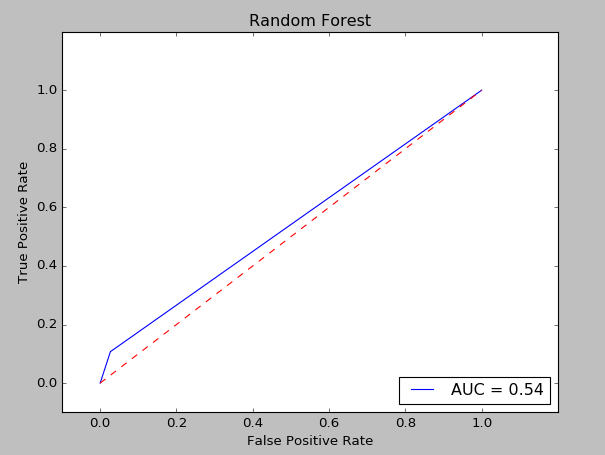 Random Forest
True Positive Rate
1.0
0.8
0.6
0.4
0.2
0.0
AUC = 0.54
0.0 0.2 0.4 0.6 0.8 1.0
False Positive Rate